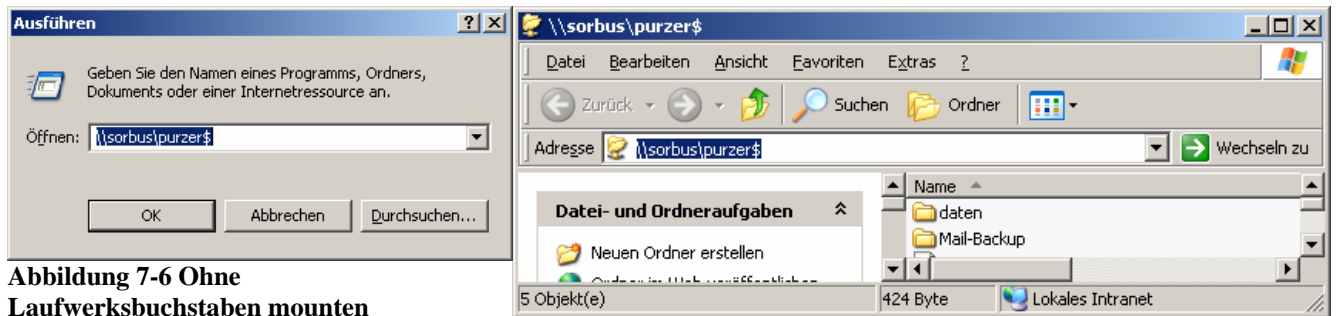 Ausführen
Geben Sie den Namen eines Programms, Ordners,
Dokuments oder einer Internetressource an.
Öffnen: \\sorbus\purzer$
OK Abbrechen Durchsuchen...
Abbildung 7-6 Ohne
Laufwerksbuchstaben mounten
\\sorbus\purzer$
Datei Bearbeiten Ansicht Favoriten Extras ?
Zurück Suchen Ordner
Adresse \\sorbus\purzer$ Wechseln zu
Datei- und Ordneraufgaben
Neuen Ordner erstellen
Name
daten
Mail-Backup
5 Objekt(e) 424 Byte Lokales Intranet